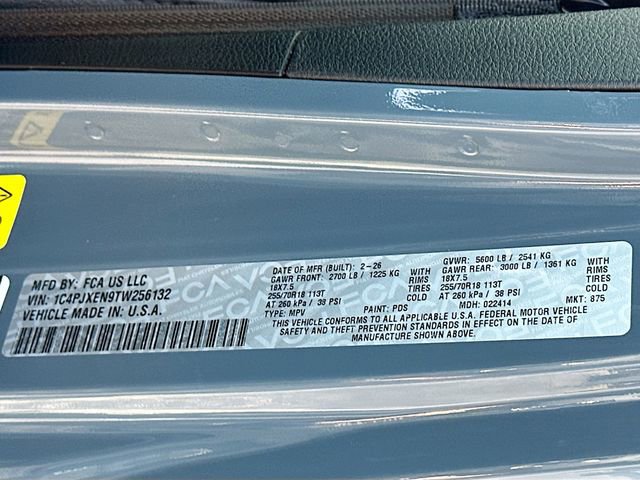 MFD BY: FCA US LLC
VIN: 1C4PJXEN9TW256132
VEHICLE MADE IN: U.S.A.
DATE OF MFR (BUILT): 2-26
GAWR FRONT: 2700 LB / 1225 KG WITH
18X7.5 RIMS
255/70R18 113T TIRES
AT 260 kPa / 38 PSI COLD
TYPE: MPV
PAINT: PDS
GVWR: 5600 LB / 2541 KG
GAWR REAR: 3000 LB / 1361 KG WITH
18X7.5 RIMS
255/70R18 113T TIRES
AT 260 kPa / 38 PSI COLD
MDH: 022414
MKT: 875
THIS VEHICLE CONFORMS TO ALL APPLICABLE U.S.A. FEDERAL MOTOR VEHICLE
SAFETY AND THEFT PREVENTION STANDARDS IN EFFECT ON THE DATE OF
MANUFACTURE SHOWN ABOVE.